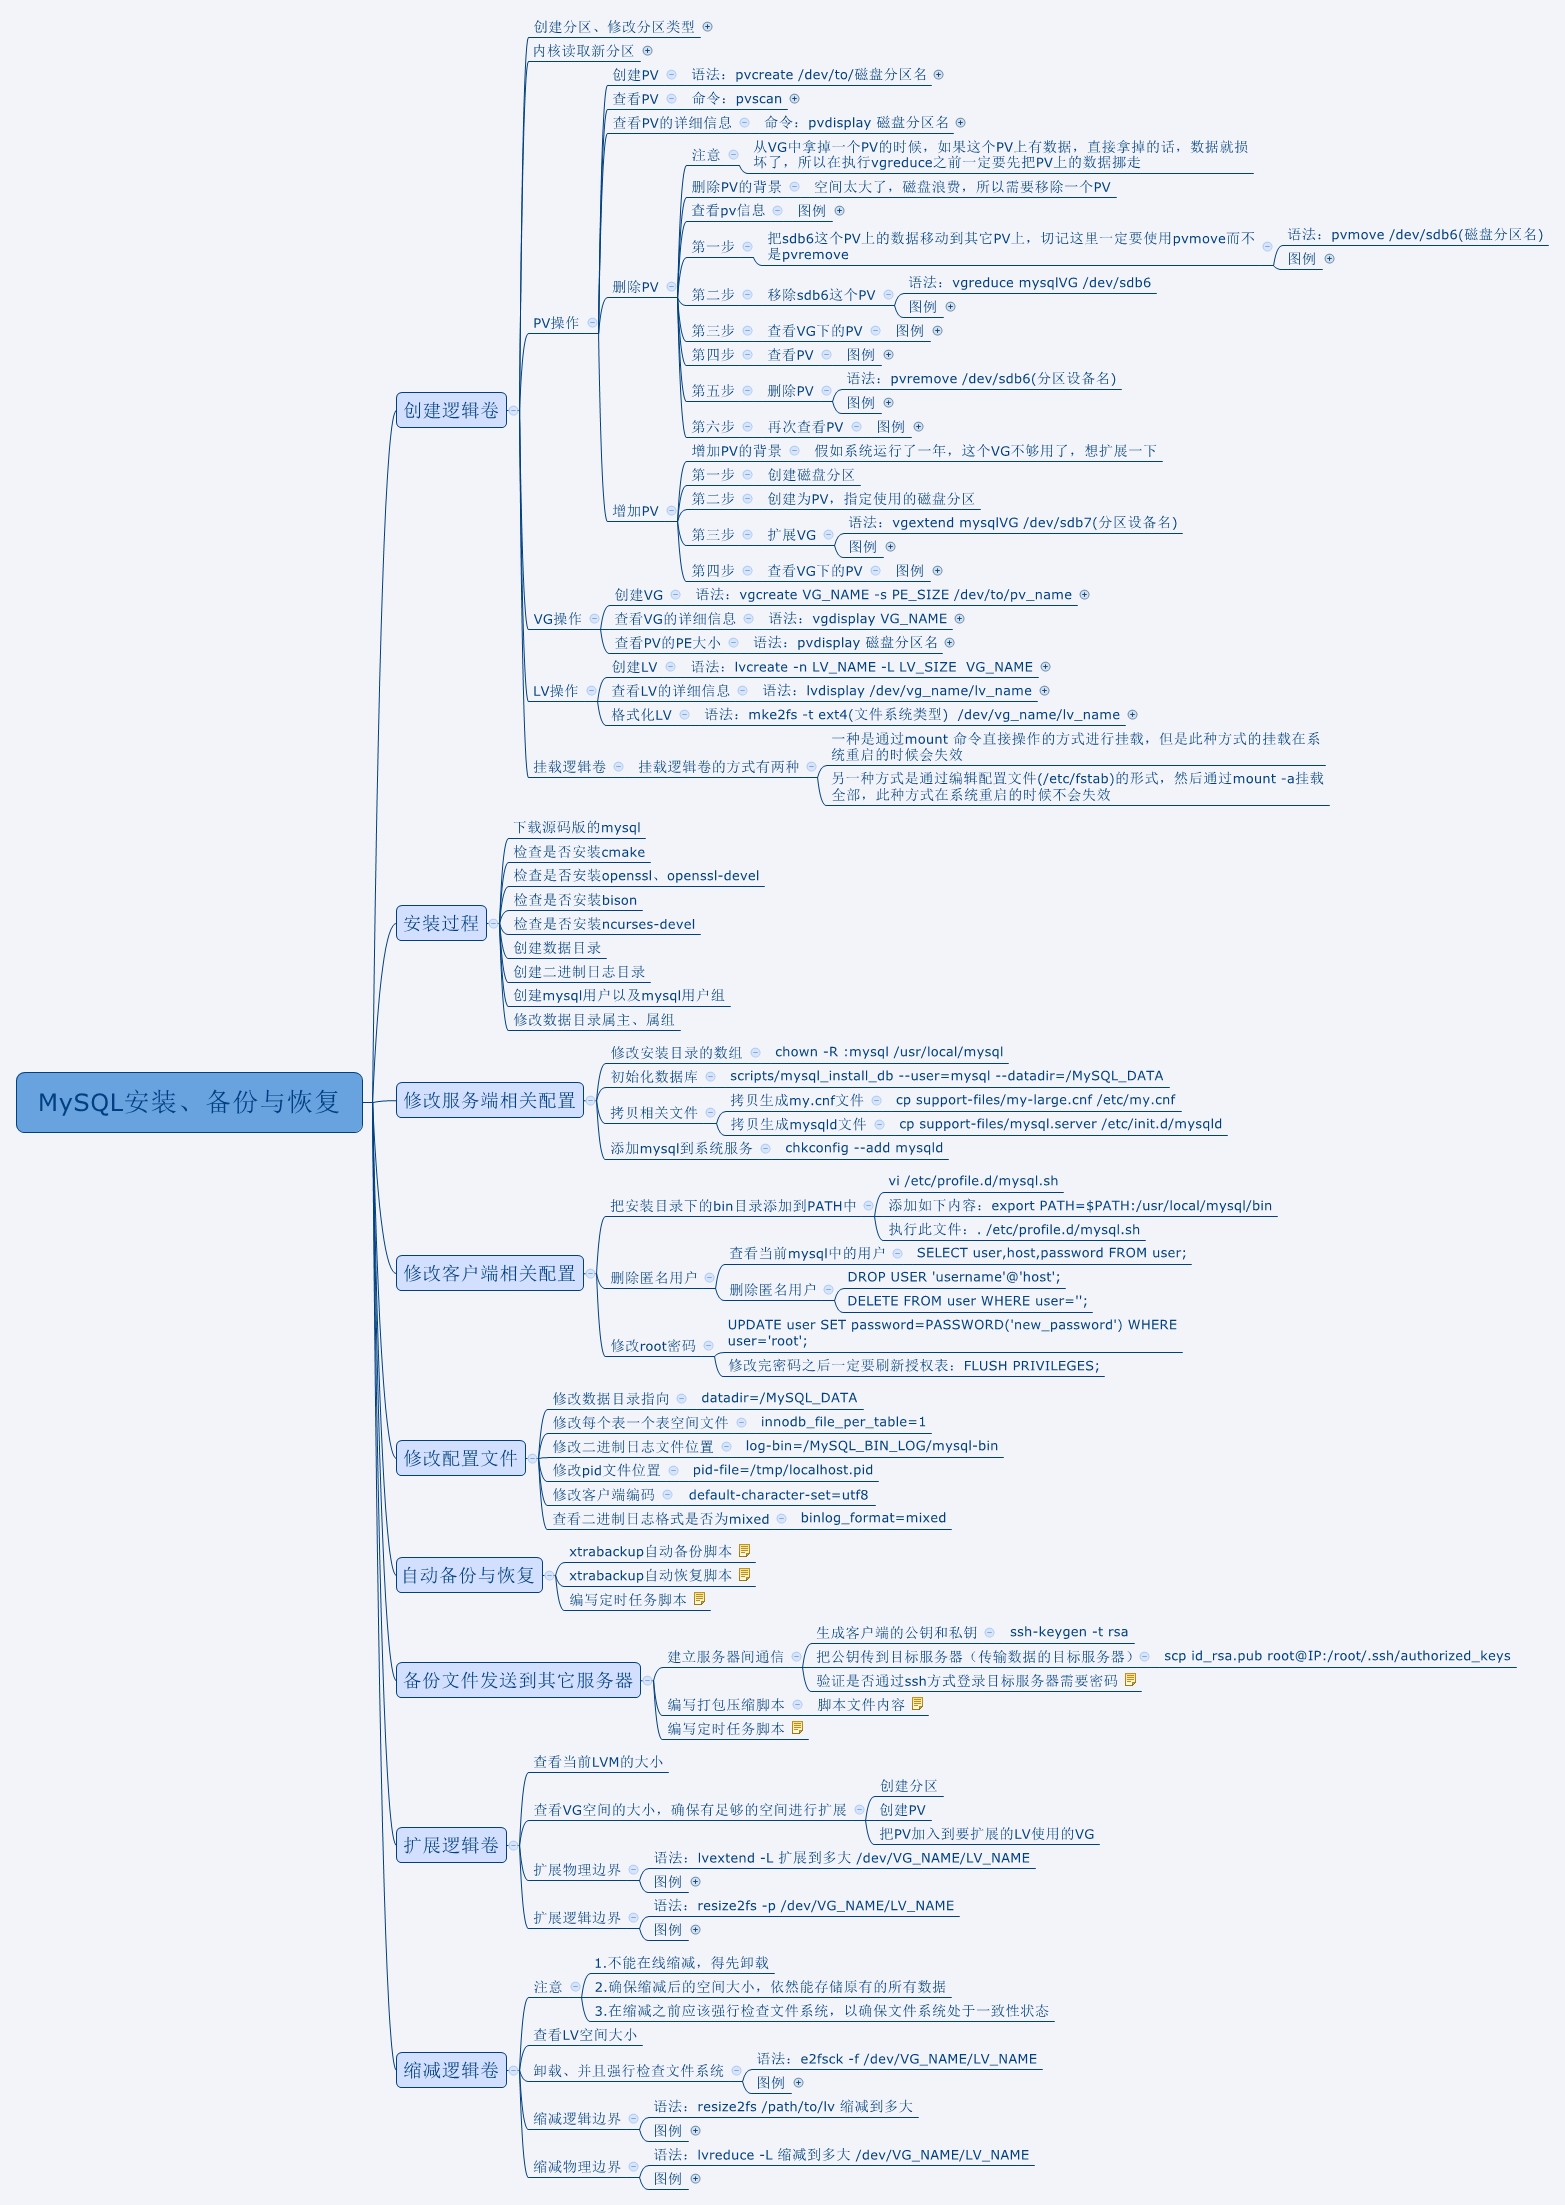 MySQL安装、备份与恢复
创建逻辑卷
创建分区、修改分区类型
内核读取新分区
PV操作
创建PV
语法：pvcreate /dev/to/磁盘分区名
查看PV
命令：pvscan
查看PV的详细信息
命令：pvdisplay 磁盘分区名
删除PV
注意
从VG中拿掉一个PV的时候，如果这个PV上有数据，直接拿掉的话，数据就损
坏了，所以在执行vgreduce之前一定要先把PV上的数据挪走
删除PV的背景
空间太大了，磁盘浪费，所以需要移除一个PV
查看pv信息
图例
第一步
把sdb6这个PV上的数据移动到其它PV上，切记这里一定要使用pvmove而不
是pvremove
语法：pvmove /dev/sdb6(磁盘分区名)
图例
第二步
移除sdb6这个PV
语法：vgreduce mysqlVG /dev/sdb6
图例
第三步
查看VG下的PV
图例
第四步
查看PV
图例
第五步
删除PV
语法：pvremove /dev/sdb6(分区设备名)
图例
第六步
再次查看PV
图例
增加PV
增加PV的背景
假如系统运行了一年，这个VG不够用了，想扩展一下
第一步
创建磁盘分区
第二步
创建为PV，指定使用的磁盘分区
第三步
扩展VG
语法：vgextend mysqlVG /dev/sdb7(分区设备名)
图例
第四步
查看VG下的PV
图例
VG操作
创建VG
语法：vgcreate VG_NAME -s PE_SIZE /dev/to/pv_name
查看VG的详细信息
语法：vgdisplay VG_NAME
查看PV的PE大小
语法：pvdisplay 磁盘分区名
LV操作
创建LV
语法：lvcreate -n LV_NAME -L LV_SIZE  VG_NAME
查看LV的详细信息
语法：lvdisplay /dev/vg_name/lv_name
格式化LV
语法：mke2fs -t ext4(文件系统类型)  /dev/vg_name/lv_name
挂载逻辑卷
挂载逻辑卷的方式有两种
一种是通过mount 命令直接操作的方式进行挂载，但是此种方式的挂载在系
统重启的时候会失效
另一种方式是通过编辑配置文件(/etc/fstab)的形式，然后通过mount -a挂载
全部，此种方式在系统重启的时候不会失效
安装过程
下载源码版的mysql
检查是否安装cmake
检查是否安装openssl、openssl-devel
检查是否安装bison
检查是否安装ncurses-devel
创建数据目录
创建二进制日志目录
创建mysql用户以及mysql用户组
修改数据目录属主、属组
修改服务端相关配置
修改安装目录的数组
chown -R :mysql /usr/local/mysql
初始化数据库
scripts/mysql_install_db --user=mysql --datadir=/MySQL_DATA
拷贝相关文件
拷贝生成my.cnf文件
cp support-files/my-large.cnf /etc/my.cnf
拷贝生成mysqld文件
cp support-files/mysql.server /etc/init.d/mysqld
添加mysql到系统服务
chkconfig --add mysqld
修改客户端相关配置
把安装目录下的bin目录添加到PATH中
vi /etc/profile.d/mysql.sh
添加如下内容：export PATH=$PATH:/usr/local/mysql/bin
执行此文件：. /etc/profile.d/mysql.sh
删除匿名用户
查看当前mysql中的用户
SELECT user,host,password FROM user;
删除匿名用户
DROP USER 'username'@'host';
DELETE FROM user WHERE user='';
修改root密码
UPDATE user SET password=PASSWORD('new_password') WHERE
user='root';
修改完密码之后一定要刷新授权表：FLUSH PRIVILEGES;
修改配置文件
修改数据目录指向
datadir=/MySQL_DATA
修改每个表一个表空间文件
innodb_file_per_table=1
修改二进制日志文件位置
log-bin=/MySQL_BIN_LOG/mysql-bin
修改pid文件位置
pid-file=/tmp/localhost.pid
修改客户端编码
default-character-set=utf8
查看二进制日志格式是否为mixed
binlog_format=mixed
自动备份与恢复
xtrabackup自动备份脚本
xtrabackup自动恢复脚本
编写定时任务脚本
备份文件发送到其它服务器
建立服务器间通信
生成客户端的公钥和私钥
ssh-keygen -t rsa
把公钥传到目标服务器（传输数据的目标服务器）
scp id_rsa.pub root@IP:/root/.ssh/authorized_keys
验证是否通过ssh方式登录目标服务器需要密码
编写打包压缩脚本
脚本文件内容
编写定时任务脚本
扩展逻辑卷
查看当前LVM的大小
查看VG空间的大小，确保有足够的空间进行扩展
创建分区
创建PV
把PV加入到要扩展的LV使用的VG
扩展物理边界
语法：lvextend -L 扩展到多大 /dev/VG_NAME/LV_NAME
图例
扩展逻辑边界
语法：resize2fs -p /dev/VG_NAME/LV_NAME
图例
缩减逻辑卷
注意
1.不能在线缩减，得先卸载
2.确保缩减后的空间大小，依然能存储原有的所有数据
3.在缩减之前应该强行检查文件系统，以确保文件系统处于一致性状态
查看LV空间大小
卸载、并且强行检查文件系统
语法：e2fsck -f /dev/VG_NAME/LV_NAME
图例
缩减逻辑边界
语法：resize2fs /path/to/lv 缩减到多大
图例
缩减物理边界
语法：lvreduce -L 缩减到多大 /dev/VG_NAME/LV_NAME
图例